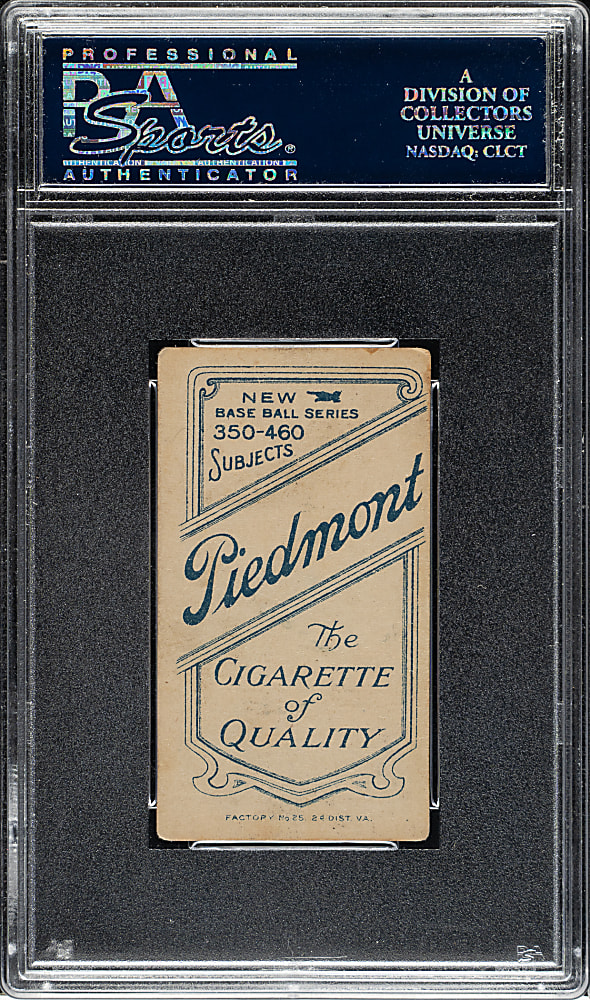 PROFESSIONAL
PSA
Sports
®
AUTHENTICATOR
A
DIVISION OF
COLLECTORS
UNIVERSE
NASDAQ: CLCT
NEW
BASE BALL SERIES
350-460
SUBJECTS
Piedmont
The
CIGARETTE
of
QUALITY
FACTORY No 25. 2d DIST. VA.